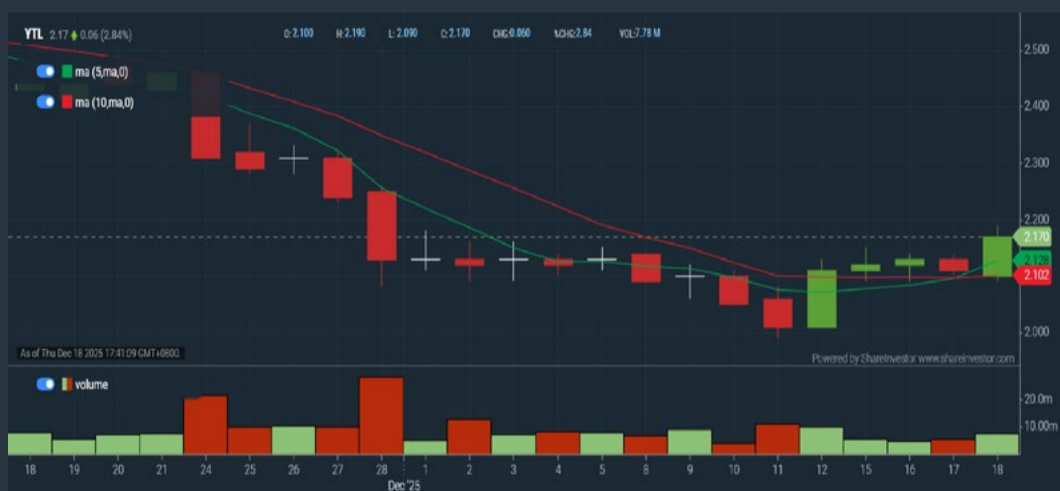 YTL 2.17 0.06 (2.84%) O:2.100 H:2.190 L:2.090 C:2.170 CHG:0.060 %CHG:2.84 VOL:7.78 M
ma (5,ma,0)
ma (10,ma,0)
2.500
2.400
2.300
2.200
2.170
2.128
2.102
2.000
As of Thu Dec 18 2025 17:41:09 GMT+0800.
Powered by ShareInvestor www.shareinvestor.com
volume
20.0m
10.00m
18 19 20 21 24 25 26 27 28 1 2 3 4 5 8 9 10 11 12 15 16 17 18
Dec '25